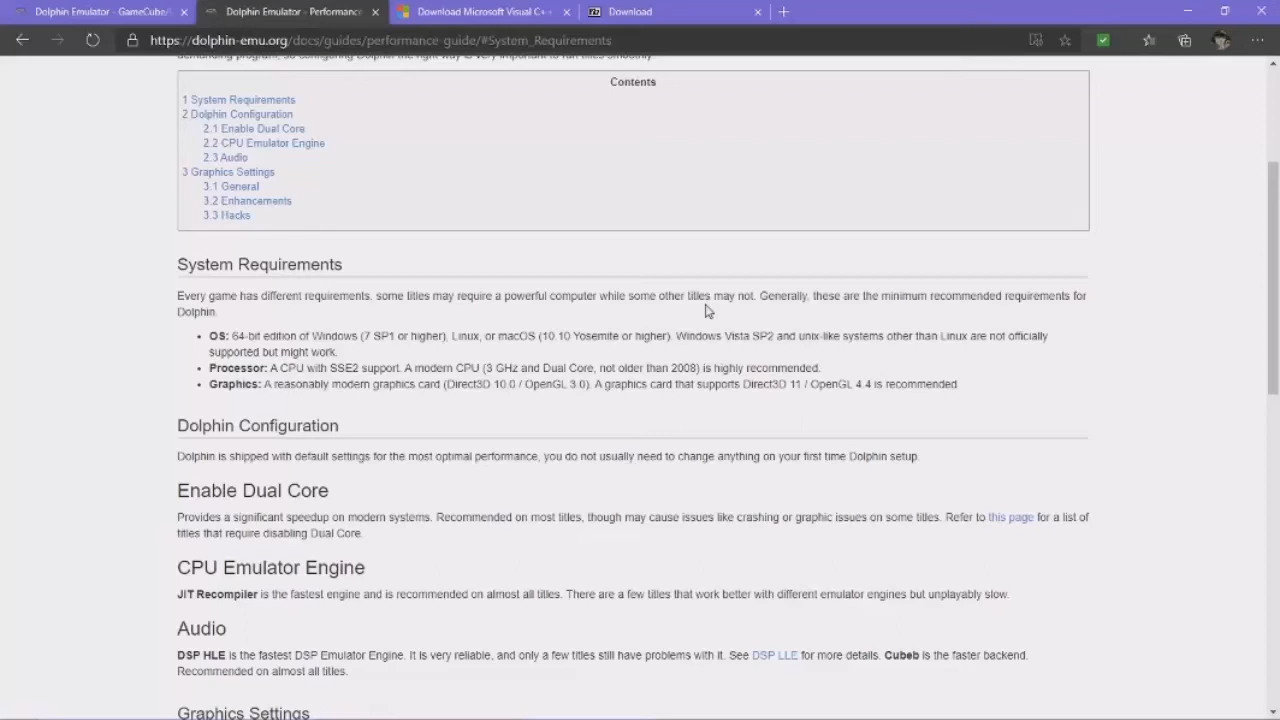 Dolphin Emulator - GameCube/
Dolphin Emulator - Performance
Download Microsoft Visual C++
Download
https://dolphin-emu.org/docs/guides/performance-guide/#System_Requirements
demanding program, so configuring Dolphin the right way is very important to run titles smoothly.
Contents
1 System Requirements
2 Dolphin Configuration
2.1 Enable Dual Core
2.2 CPU Emulator Engine
2.3 Audio
3 Graphics Settings
3.1 General
3.2 Enhancements
3.3 Hacks
System Requirements
Every game has different requirements, some titles may require a powerful computer while some other titles may not. Generally, these are the minimum recommended requirements for
Dolphin.
• OS: 64-bit edition of Windows (7 SP1 or higher), Linux, or macOS (10.10 Yosemite or higher). Windows Vista SP2 and unix-like systems other than Linux are not officially
supported but might work.
• Processor: A CPU with SSE2 support. A modern CPU (3 GHz and Dual Core, not older than 2008) is highly recommended.
• Graphics: A reasonably modern graphics card (Direct3D 10.0 / OpenGL 3.0). A graphics card that supports Direct3D 11 / OpenGL 4.4 is recommended
Dolphin Configuration
Dolphin is shipped with default settings for the most optimal performance, you do not usually need to change anything on your first time Dolphin setup.
Enable Dual Core
Provides a significant speedup on modern systems. Recommended on most titles, though may cause issues like crashing or graphic issues on some titles. Refer to this page for a list of
titles that require disabling Dual Core.
CPU Emulator Engine
JIT Recompiler is the fastest engine and is recommended on almost all titles. There are a few titles that work better with different emulator engines but unplayably slow.
Audio
DSP HLE is the fastest DSP Emulator Engine. It is very reliable, and only a few titles still have problems with it. See DSP LLE for more details. Cubeb is the faster backend.
Recommended on almost all titles.
Graphics Settings